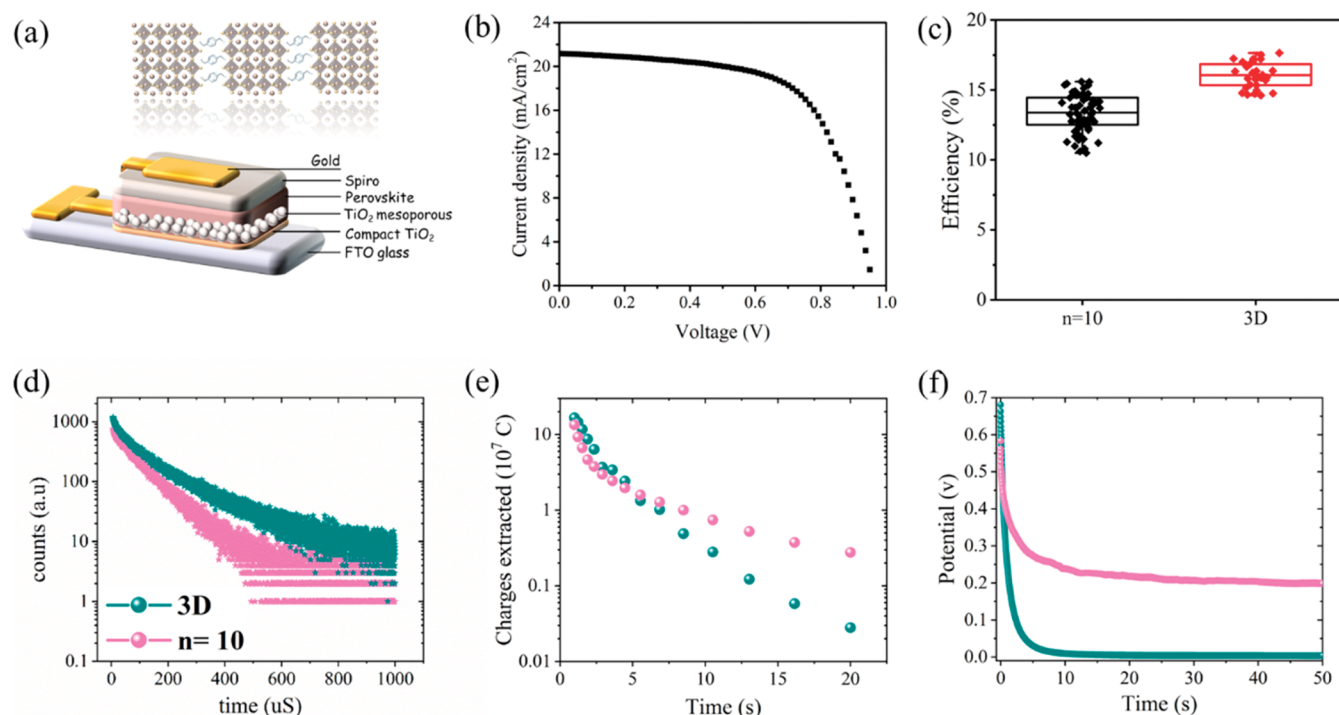 (a)
Gold
Spiro
Perovskite
TiO2 mesoporous
Compact TiO2
FTO glass
(b)
Current density (mA/cm2)
24
20
16
12
8
4
0
0.0 0.2 0.4 0.6 0.8 1.0
Voltage (V)
(c)
Efficiency (%)
20
15
10
5
0
n=10 3D
(d)
counts (a.u)
1000
100
10
1
0.1
3D
n= 10
0 200 400 600 800 1000
time (uS)
(e)
Charges extracted (10^7 C)
10
1
0.1
0.01
0 5 10 15 20
Time (s)
(f)
Potential (v)
0.7
0.6
0.5
0.4
0.3
0.2
0.1
0.0
0 10 20 30 40 50
Time (s)